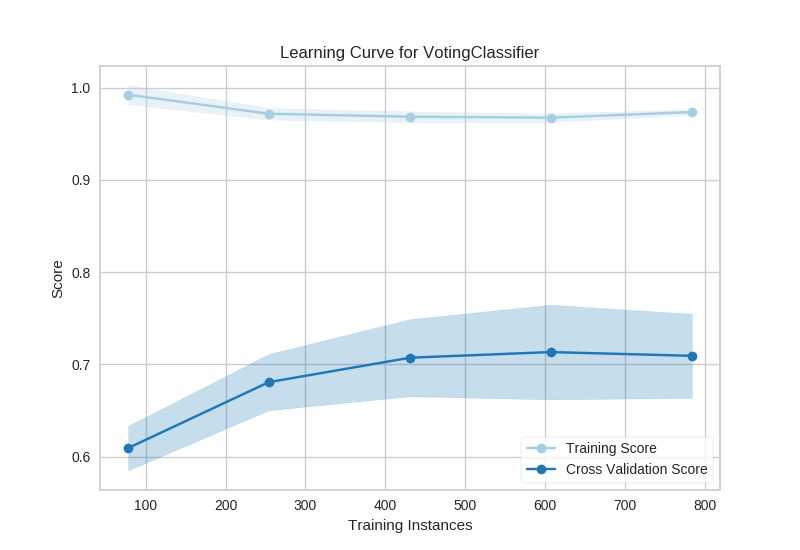 Learning Curve for VotingClassifier
1.0
0.9
0.8
0.7
0.6
Score
100 200 300 400 500 600 700 800
Training Instances
Training Score
Cross Validation Score